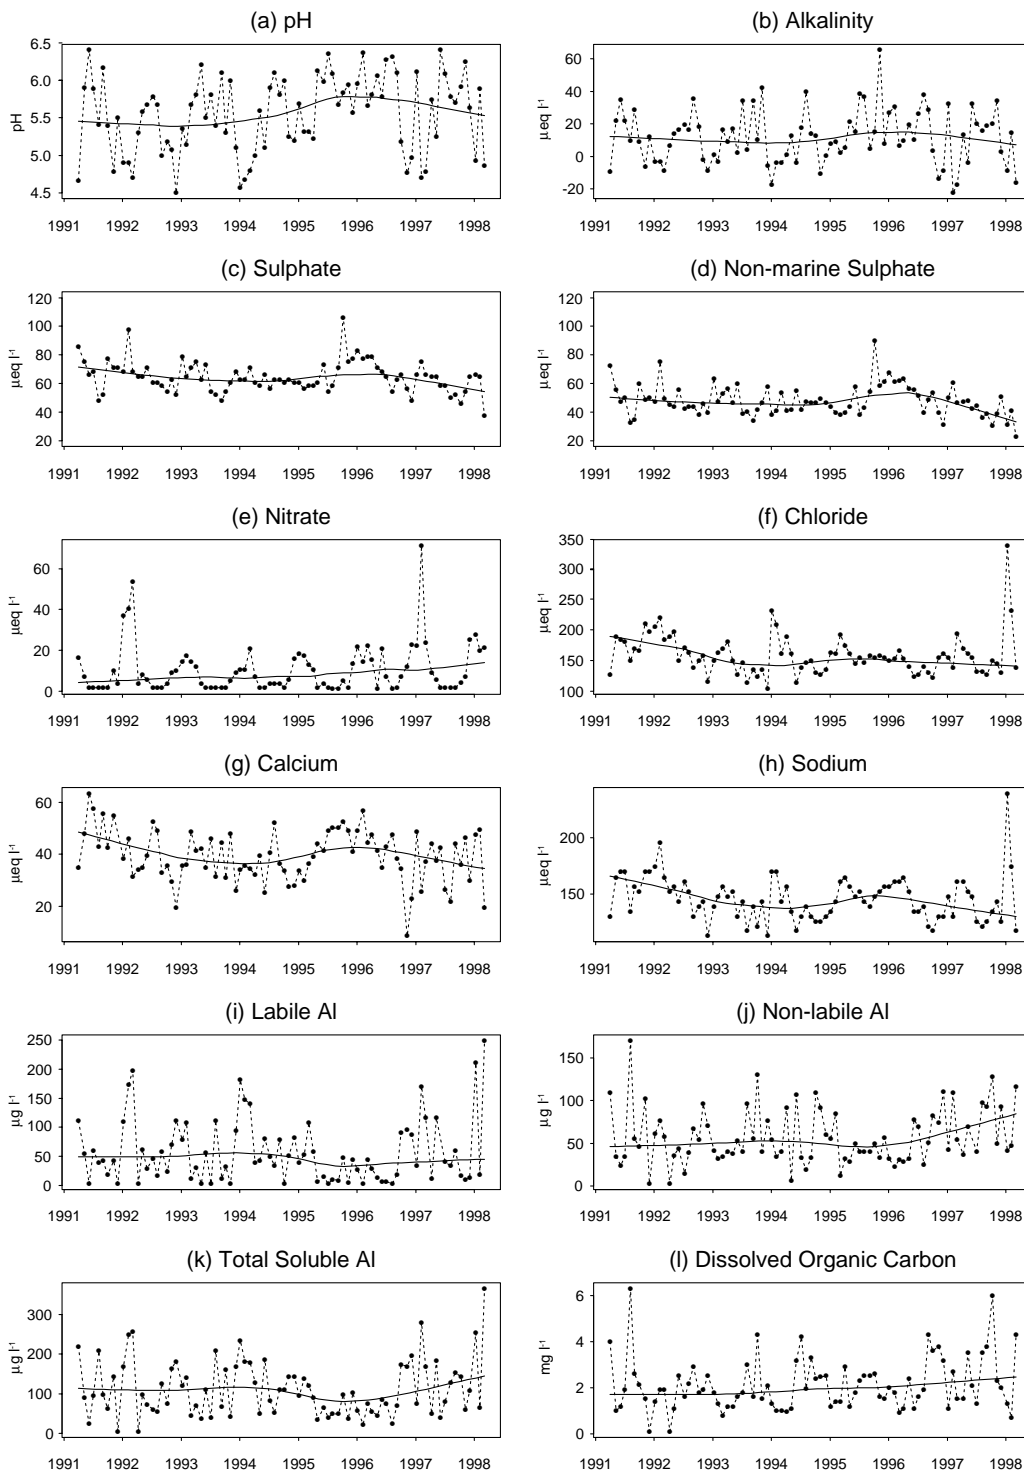 (a) pH
pH
6.5
6.0
5.5
5.0
4.5
1991 1992 1993 1994 1995 1996 1997 1998
(b) Alkalinity
µeq l-1
60
40
20
0
-20
1991 1992 1993 1994 1995 1996 1997 1998
(c) Sulphate
µeq l-1
120
100
80
60
40
20
1991 1992 1993 1994 1995 1996 1997 1998
(d) Non-marine Sulphate
µeq l-1
120
100
80
60
40
20
1991 1992 1993 1994 1995 1996 1997 1998
(e) Nitrate
µeq l-1
60
40
20
0
1991 1992 1993 1994 1995 1996 1997 1998
(f) Chloride
µeq l-1
350
300
250
200
150
100
1991 1992 1993 1994 1995 1996 1997 1998
(g) Calcium
µeq l-1
60
40
20
1991 1992 1993 1994 1995 1996 1997 1998
(h) Sodium
µeq l-1
200
150
1991 1992 1993 1994 1995 1996 1997 1998
(i) Labile Al
µg l-1
250
200
150
100
50
0
1991 1992 1993 1994 1995 1996 1997 1998
(j) Non-labile Al
µg l-1
150
100
50
0
1991 1992 1993 1994 1995 1996 1997 1998
(k) Total Soluble Al
µg l-1
300
200
100
0
1991 1992 1993 1994 1995 1996 1997 1998
(l) Dissolved Organic Carbon
mg l-1
6
4
2
0
1991 1992 1993 1994 1995 1996 1997 1998